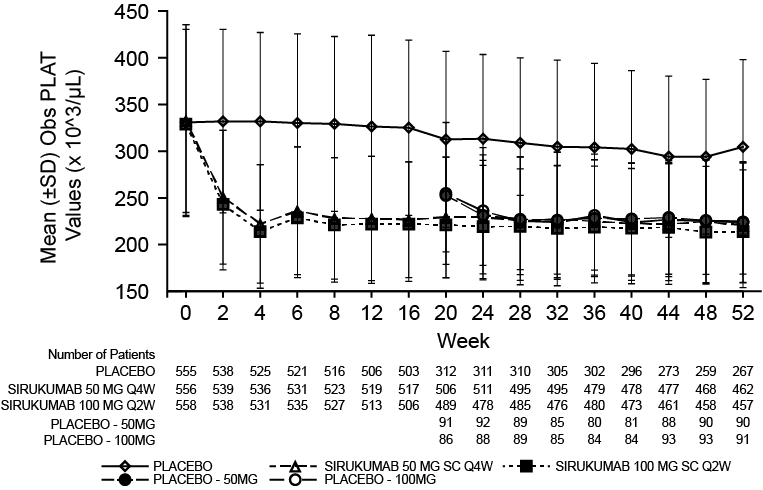 450
400
350
300
250
200
150
Mean (±SD) Obs PLAT
Values (x 10^3/µL)
0 2 4 6 8 12 16 20 24 28 32 36 40 44 48 52
Week
Number of Patients
PLACEBO 555 538 525 521 516 506 503 312 311 310 305 302 296 273 259 267
SIRUKUMAB 50 MG Q4W 556 539 536 531 523 519 517 506 511 495 495 479 478 477 468 462
SIRUKUMAB 100 MG Q2W 558 538 531 535 527 513 506 489 478 485 476 480 473 461 458 457
PLACEBO - 50MG 91 92 89 85 80 81 88 90 90
PLACEBO - 100MG 86 88 89 85 84 84 93 93 91
PLACEBO SIRUKUMAB 50 MG SC Q4W SIRUKUMAB 100 MG SC Q2W
PLACEBO - 50MG PLACEBO - 100MG